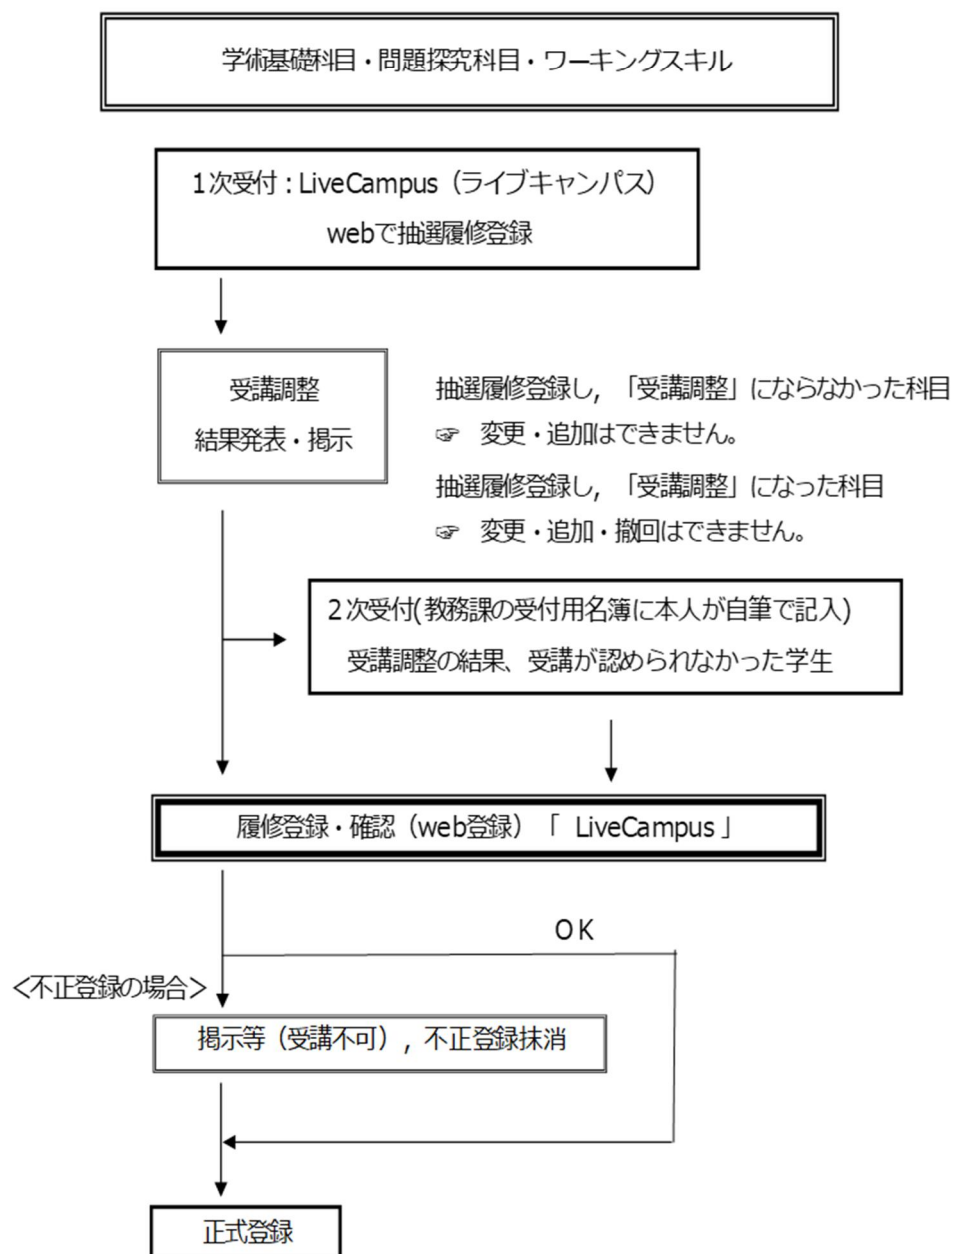 学術基礎科目・問題探究科目・ワーキングスキル
1次受付：LiveCampus（ライブキャンパス）
webで抽選履修登録
受講調整
結果発表・掲示
抽選履修登録し，「受講調整」にならなかった科目
☞ 変更・追加はできません。
抽選履修登録し，「受講調整」になった科目
☞ 変更・追加・撤回はできません。
2次受付(教務課の受付用名簿に本人が自筆で記入)
受講調整の結果、受講が認められなかった学生
履修登録・確認（web登録）「 LiveCampus 」
OK
＜不正登録の場合＞
掲示等（受講不可）, 不正登録抹消
正式登録